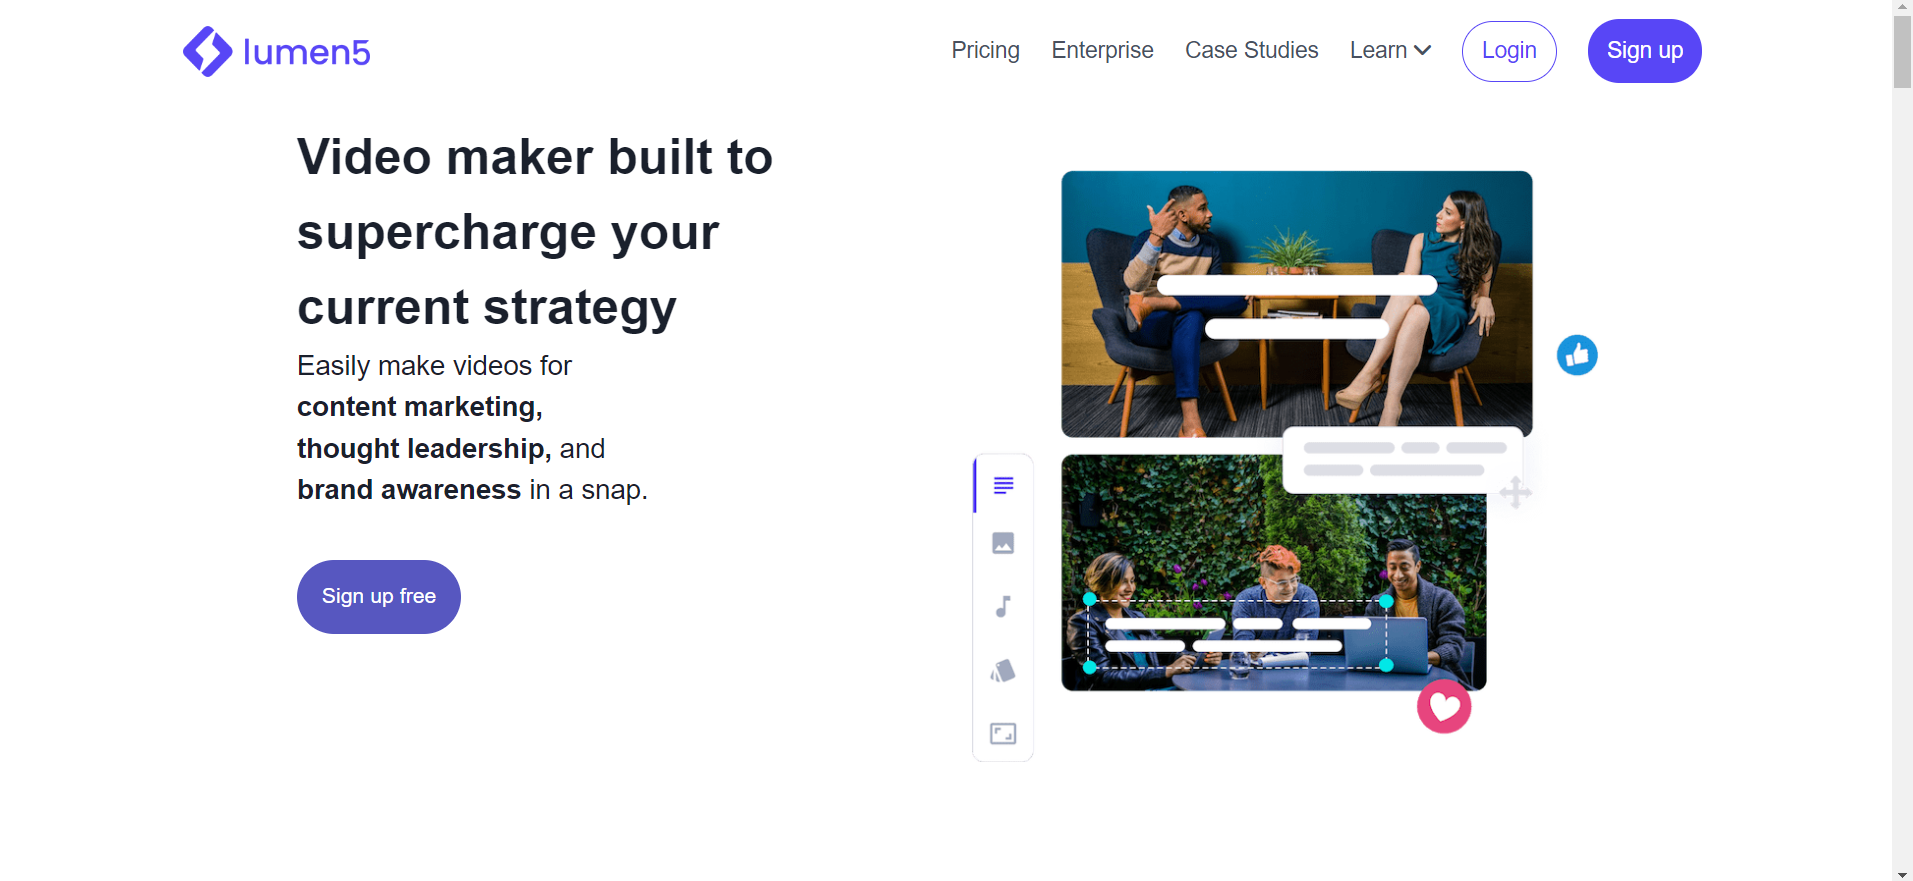 lumen5
Pricing Enterprise Case Studies Learn Login Sign up
Video maker built to
supercharge your
current strategy
Easily make videos for
content marketing,
thought leadership, and
brand awareness in a snap.
Sign up free